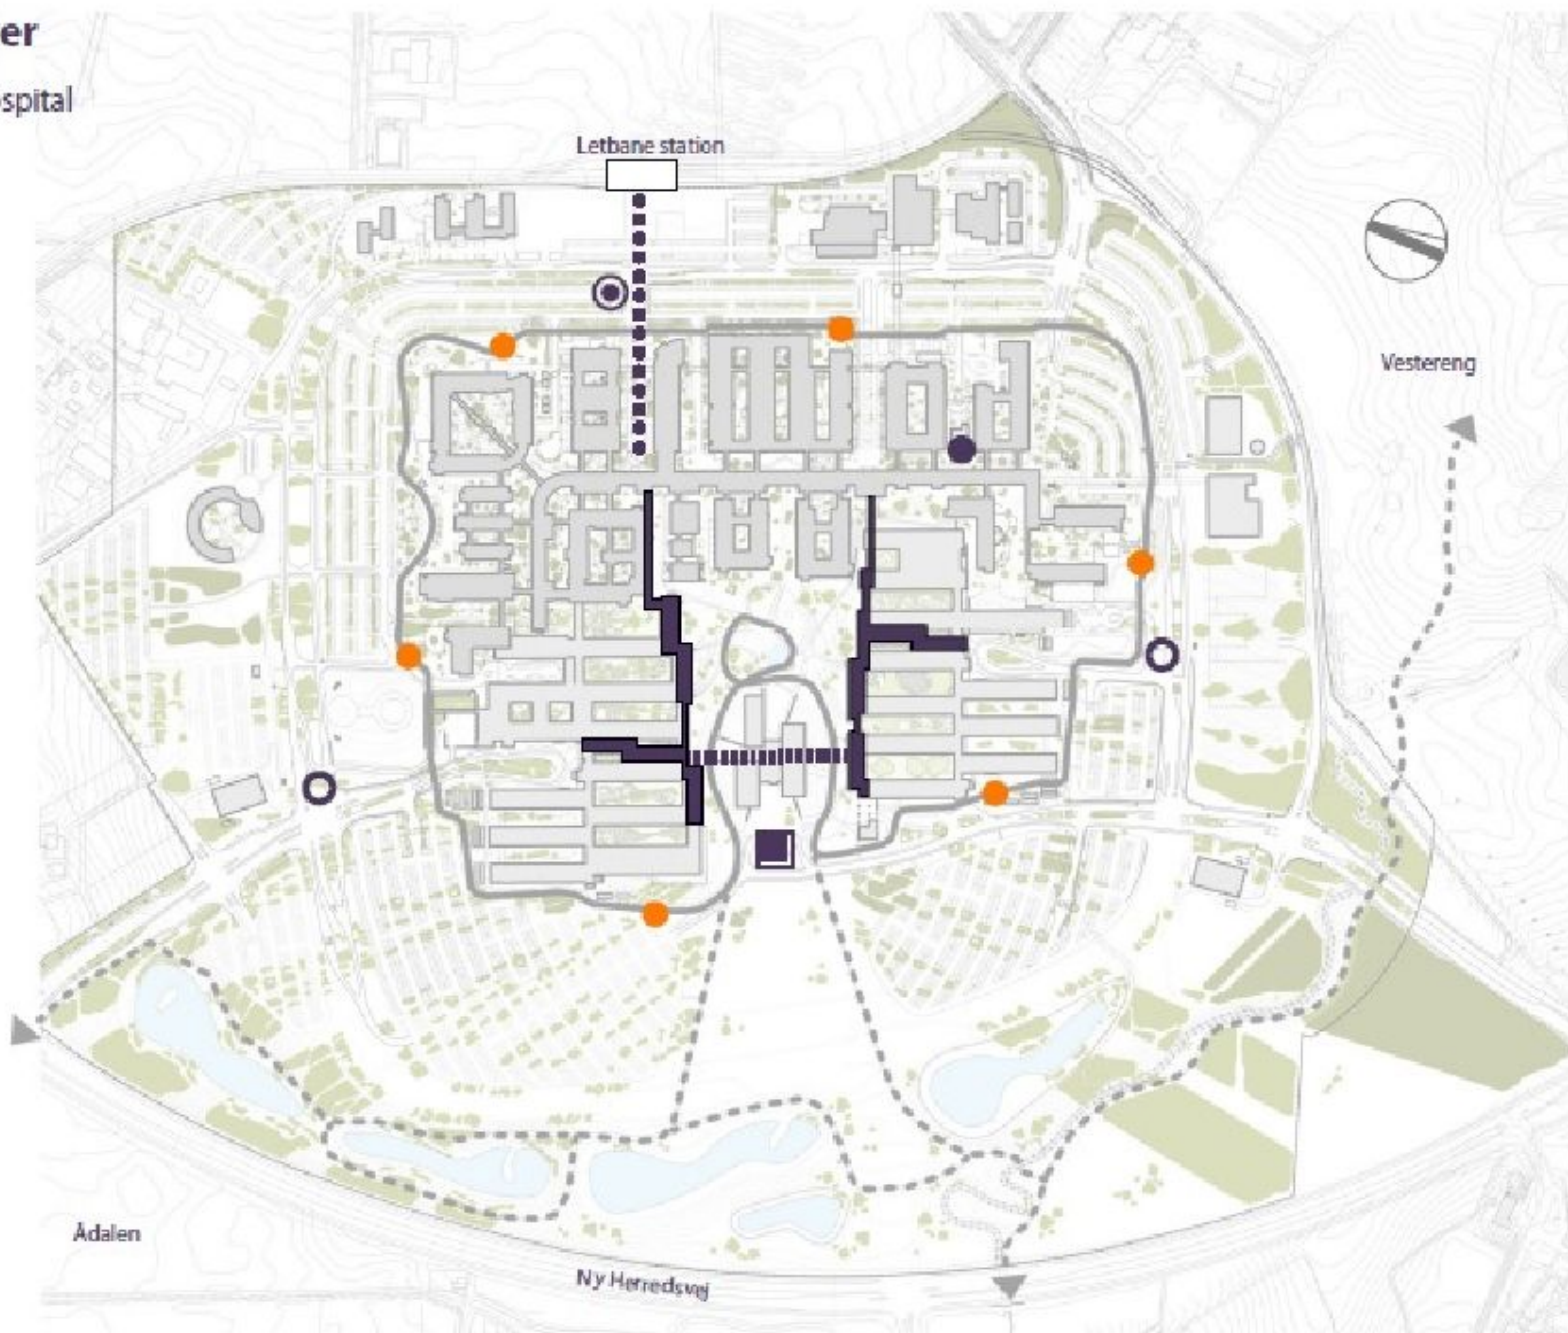 er
spital
Letbane station
Vestereng
Ådalen
Ny Herredsvej